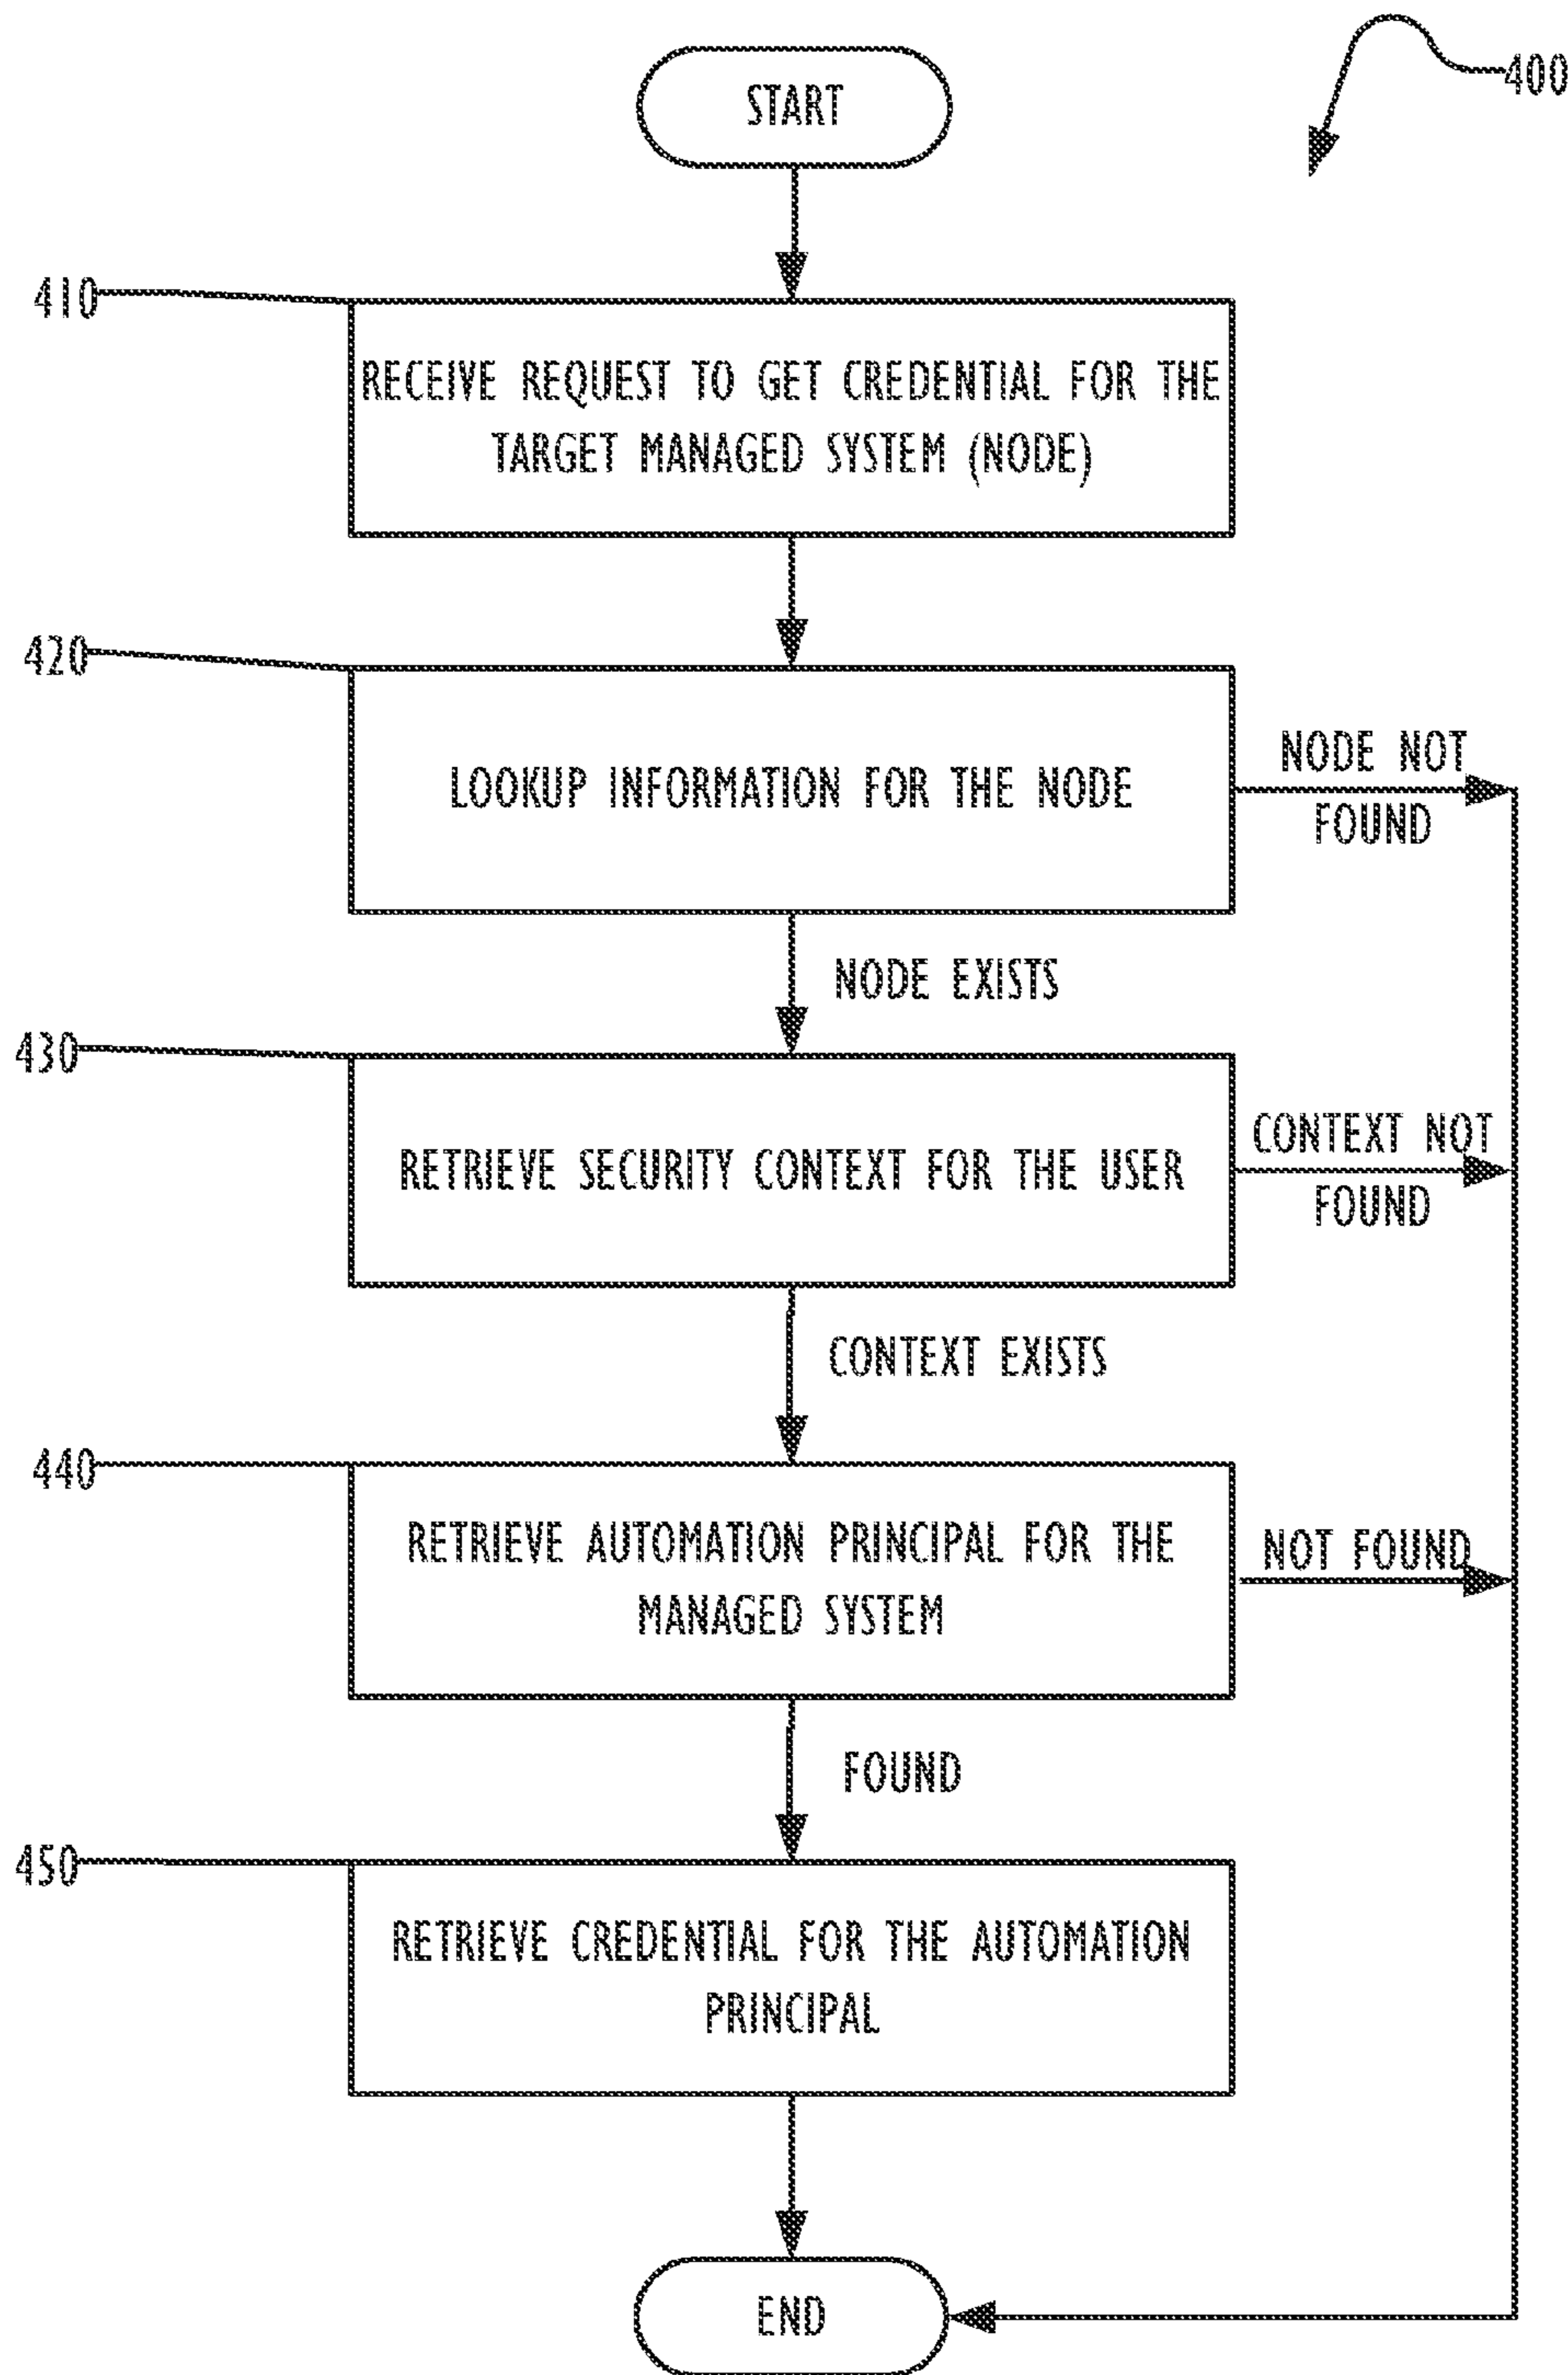 400
START
410
RECEIVE REQUEST TO GET CREDENTIAL FOR THE
TARGET MANAGED SYSTEM (NODE)
420
LOOKUP INFORMATION FOR THE NODE
NODE NOT
FOUND
NODE EXISTS
430
RETRIEVE SECURITY CONTEXT FOR THE USER
CONTEXT NOT
FOUND
CONTEXT EXISTS
440
RETRIEVE AUTOMATION PRINCIPAL FOR THE
MANAGED SYSTEM
NOT FOUND
FOUND
450
RETRIEVE CREDENTIAL FOR THE AUTOMATION
PRINCIPAL
END